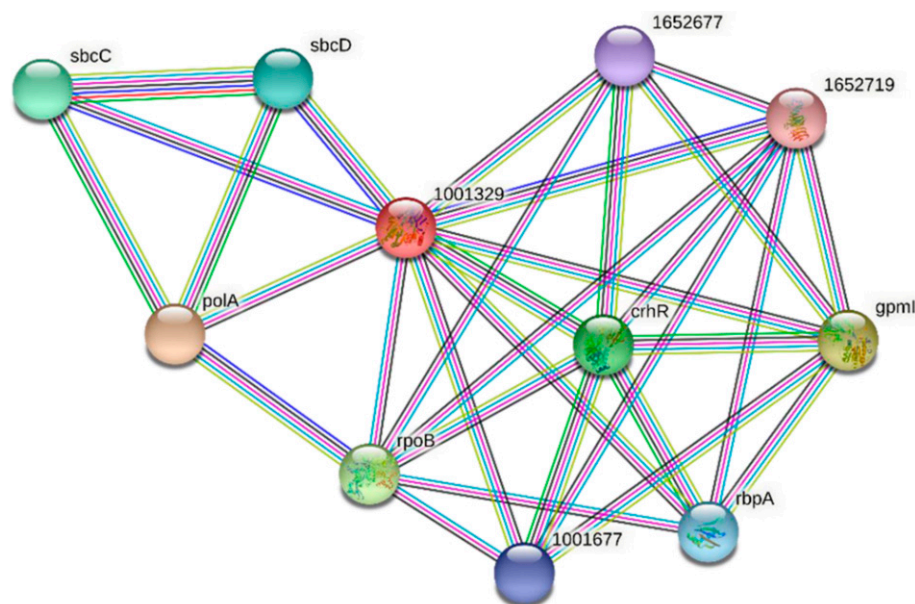 sbcC
sbcD
1652677
1652719
1001329
polA
crhR
gpmI
rpoB
rbpA
1001677